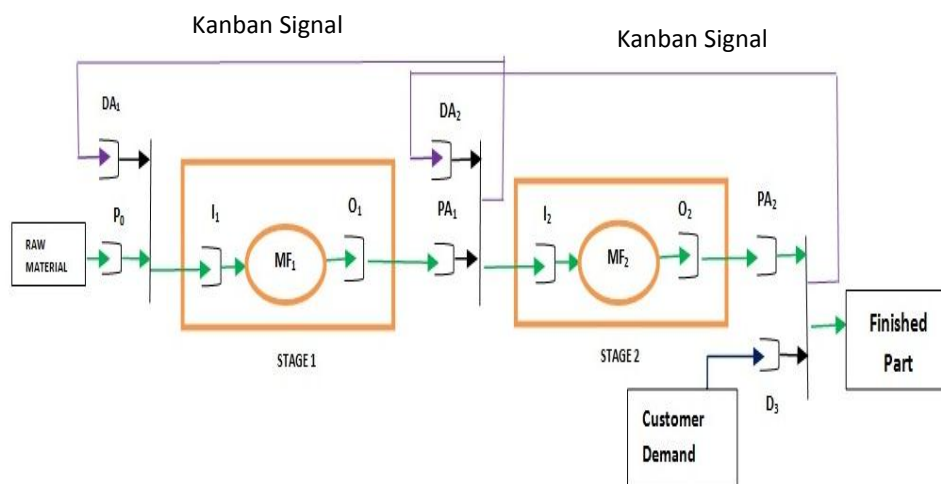 Kanban Signal
Kanban Signal
DA₁
DA₂
P₀
I₁
O₁
PA₁
I₂
O₂
PA₂
RAW
MATERIAL
MF₁
MF₂
STAGE 1
STAGE 2
Finished
Part
Customer
Demand
D₃